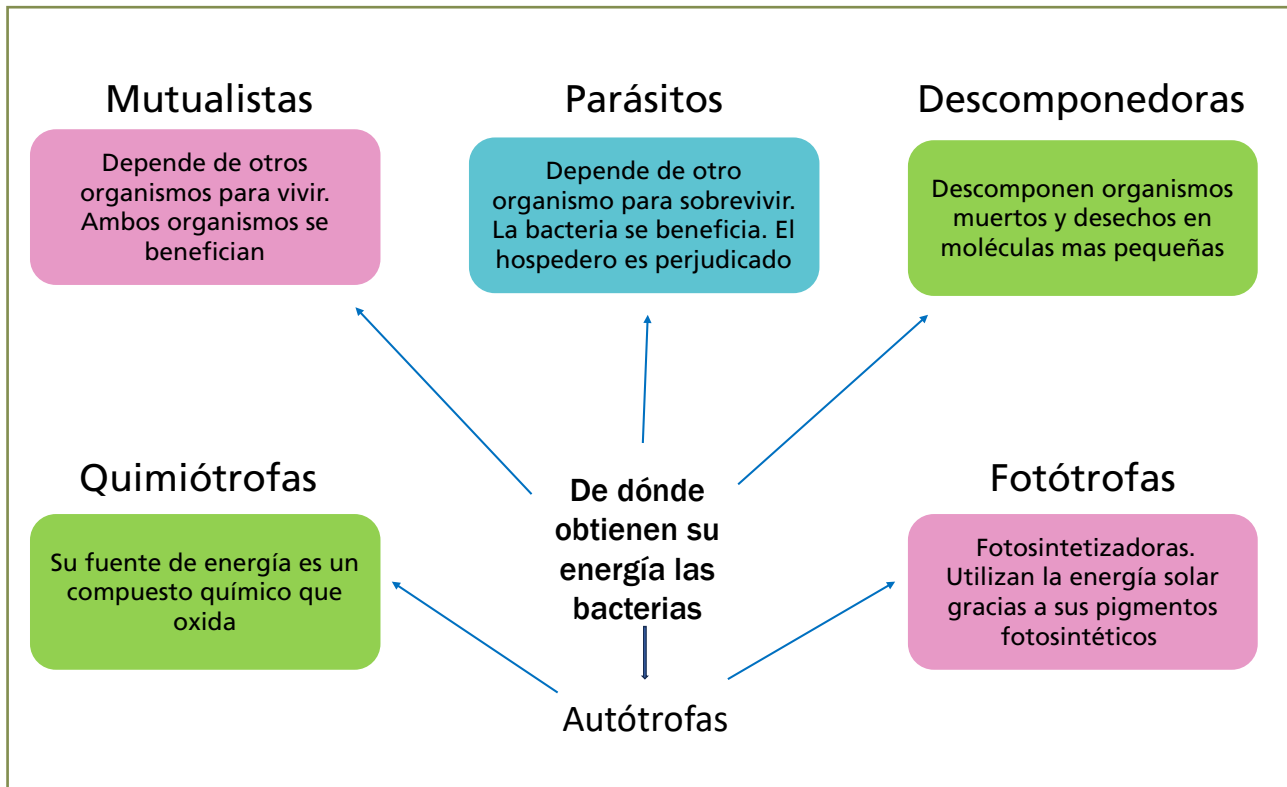 Mutualistas
Depende de otros
organismos para vivir.
Ambos organismos se
benefician
Parásitos
Depende de otro
organismo para sobrevivir.
La bacteria se beneficia. El
hospedero es perjudicado
Descomponedoras
Descomponen organismos
muertos y desechos en
moléculas mas pequeñas
Quimiótrofas
Su fuente de energía es un
compuesto químico que
oxida
De dónde
obtienen su
energía las
bacterias
Fotótrofas
Fotosintetizadoras.
Utilizan la energía solar
gracias a sus pigmentos
fotosintéticos
Autótrofas